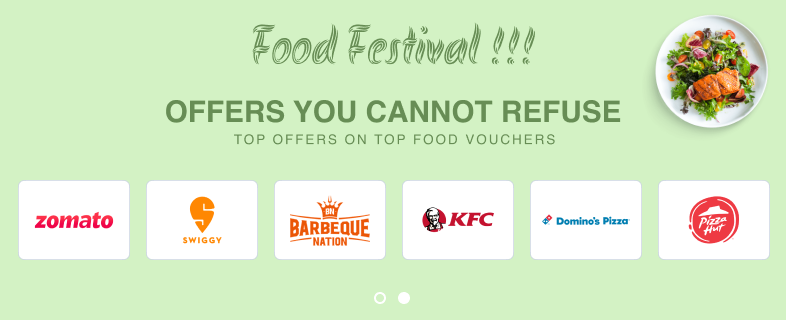 Food Festival !!!
OFFERS YOU CANNOT REFUSE
TOP OFFERS ON TOP FOOD VOUCHERS
zomato
SWIGGY
BN
BARBEQUE
NATION
KFC
Domino's Pizza
Pizza
Hut